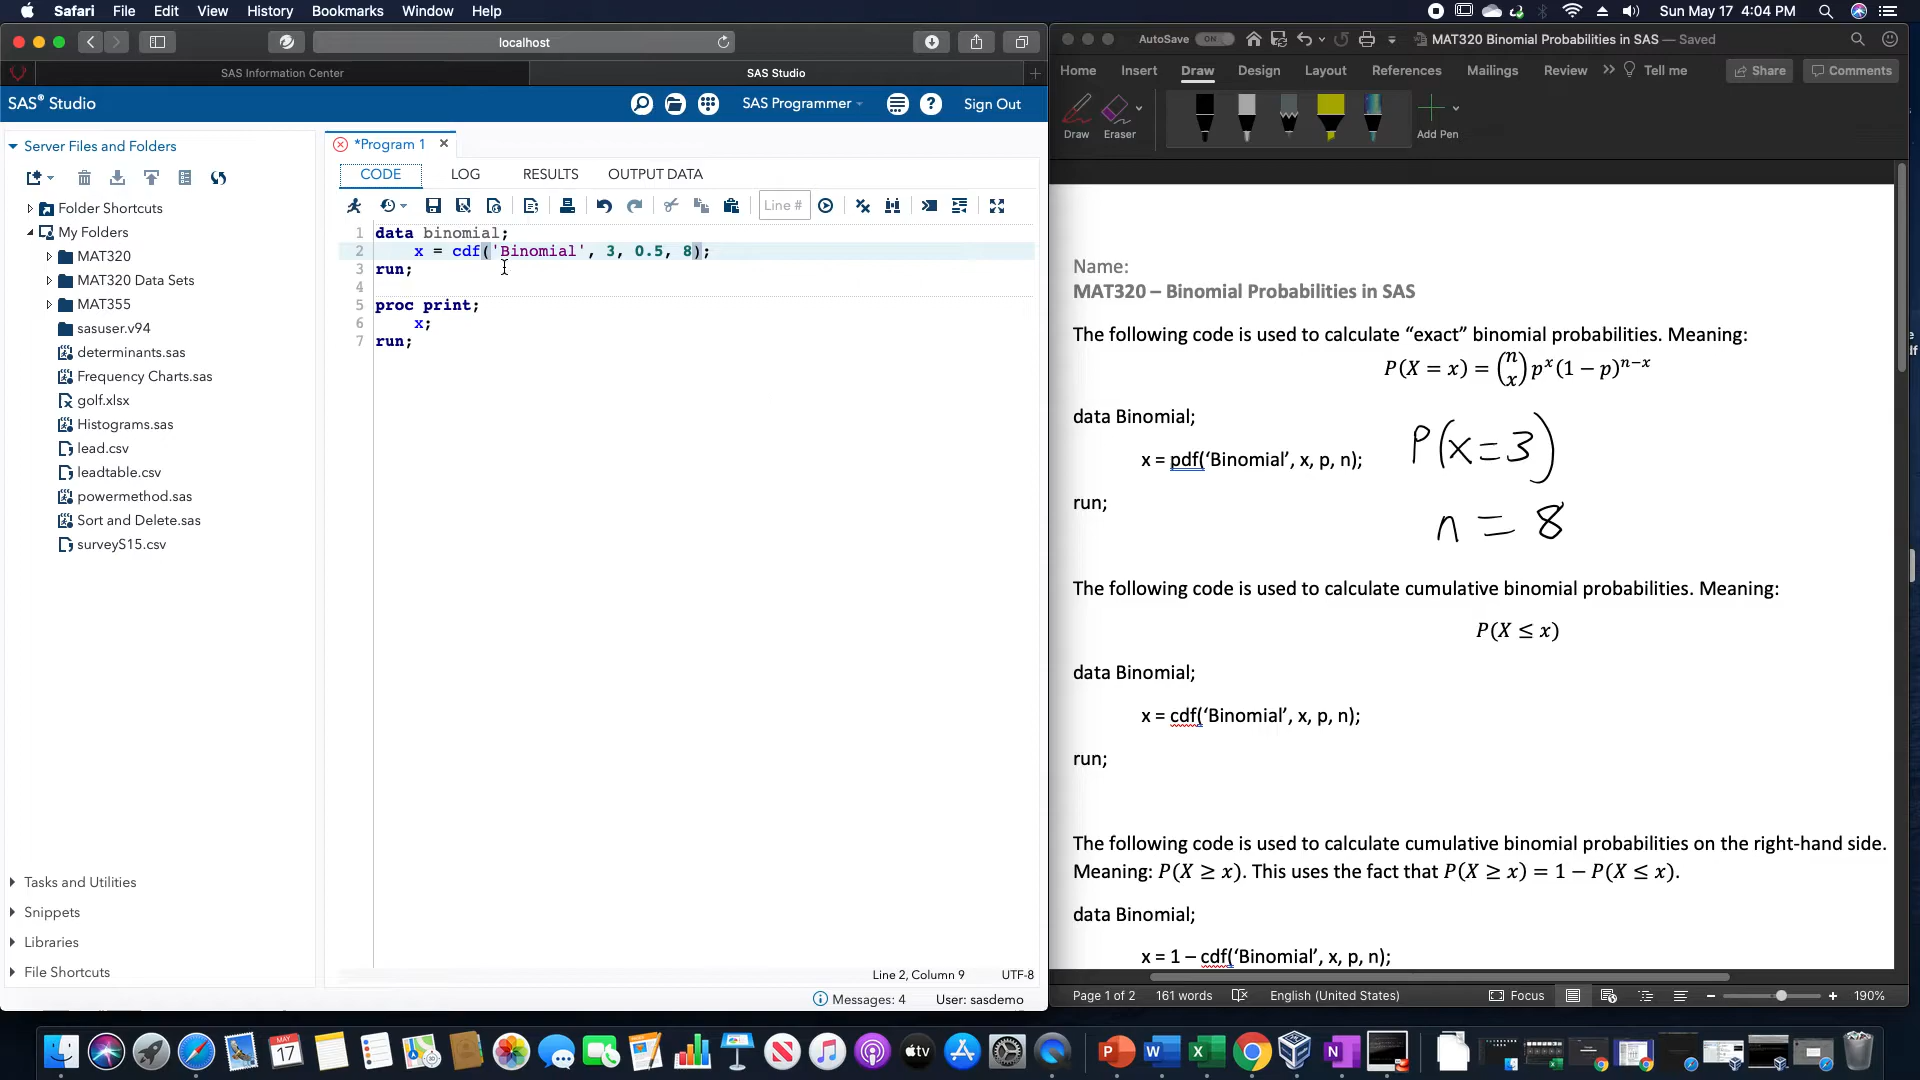 Safari File Edit View History Bookmarks Window Help
Sun May 17 4:04 PM
localhost
SAS Information Center
SAS Studio
SAS® Studio
SAS Programmer
Sign Out
Server Files and Folders
Folder Shortcuts
My Folders
MAT320
MAT320 Data Sets
MAT355
sasuser.v94
determinants.sas
Frequency Charts.sas
golf.xlsx
Histograms.sas
lead.csv
leadtable.csv
powermethod.sas
Sort and Delete.sas
surveyS15.csv
Tasks and Utilities
Snippets
Libraries
File Shortcuts
*Program 1
CODE LOG RESULTS OUTPUT DATA
Line #
1 data binomial;
2 x = cdf('Binomial', 3, 0.5, 8);
3 run;
4
5 proc print;
6 x;
7 run;
Line 2, Column 9 UTF-8
Messages: 4 User: sasdemo
AutoSave ON
MAT320 Binomial Probabilities in SAS — Saved
Home Insert Draw Design Layout References Mailings Review Tell me
Share
Comments
Draw Eraser Add Pen
Name:
MAT320 – Binomial Probabilities in SAS
The following code is used to calculate “exact” binomial probabilities. Meaning:
P(X = x) = (n x) p^x (1 − p)^{n−x}
data Binomial;
x = pdf(‘Binomial’, x, p, n);
P(x=3)
run;
n = 8
The following code is used to calculate cumulative binomial probabilities. Meaning:
P(X ≤ x)
data Binomial;
x = cdf(‘Binomial’, x, p, n);
run;
The following code is used to calculate cumulative binomial probabilities on the right-hand side.
Meaning: P(X ≥ x). This uses the fact that P(X ≥ x) = 1 − P(X ≤ x).
data Binomial;
x = 1 – cdf(‘Binomial’, x, p, n);
Page 1 of 2 161 words English (United States) Focus 190%
MAY
17
tv